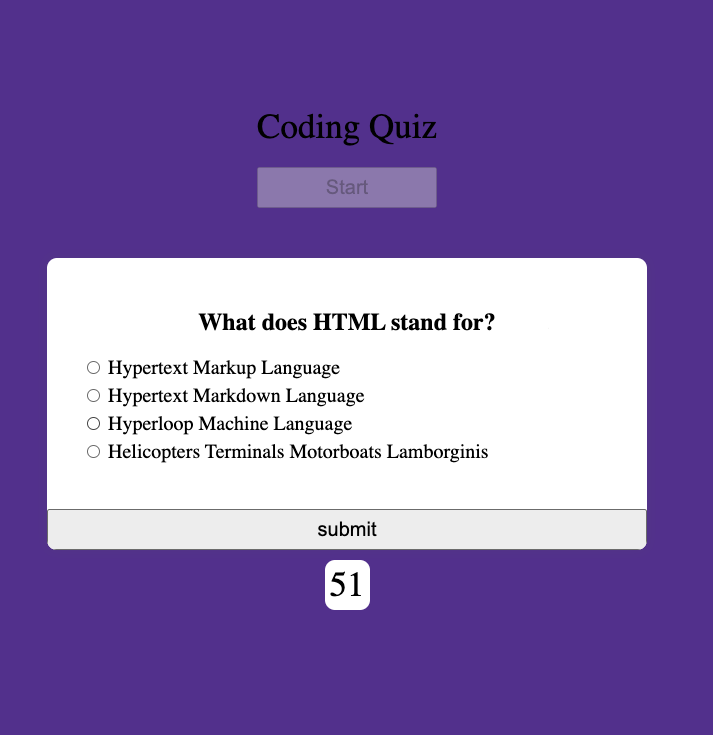 Coding Quiz
Start
What does HTML stand for?
Hypertext Markup Language
Hypertext Markdown Language
Hyperloop Machine Language
Helicopters Terminals Motorboats Lamborginis
submit
51